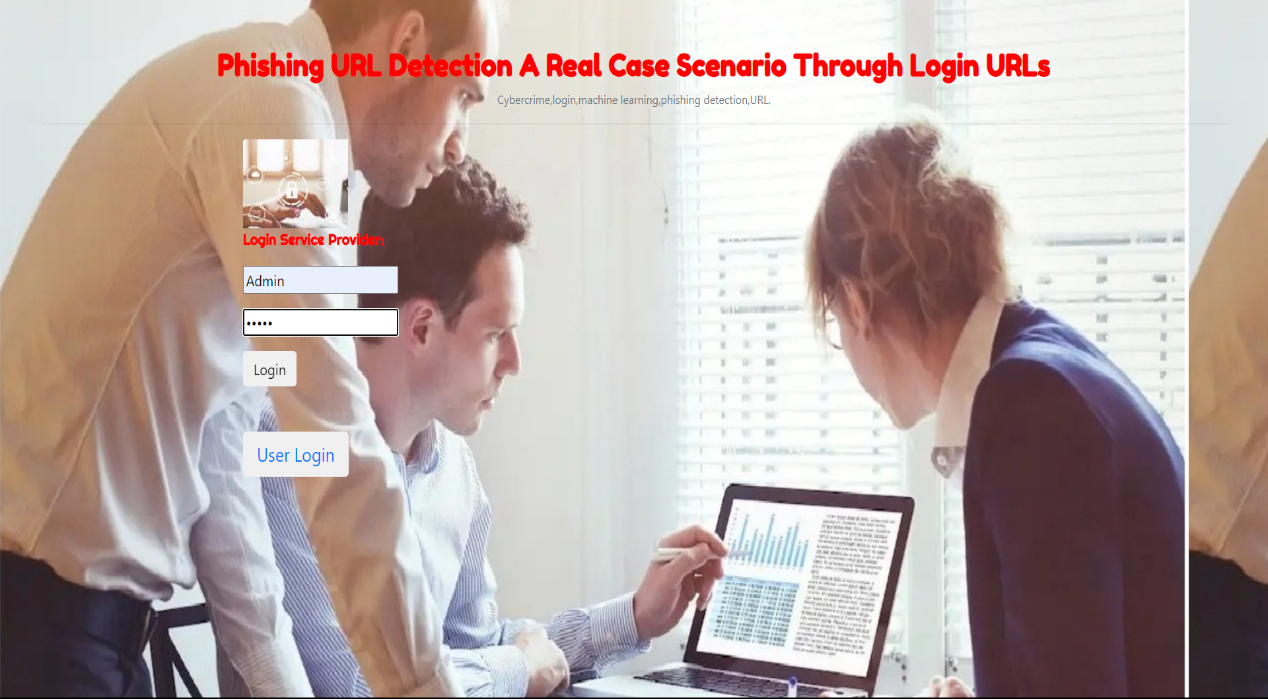 Phishing URL Detection A Real Case Scenario Through Login URLs
Cybercrime,login,machine learning,phishing detection,URL.
Login Service Provider:
Admin
•••••
Login
User Login